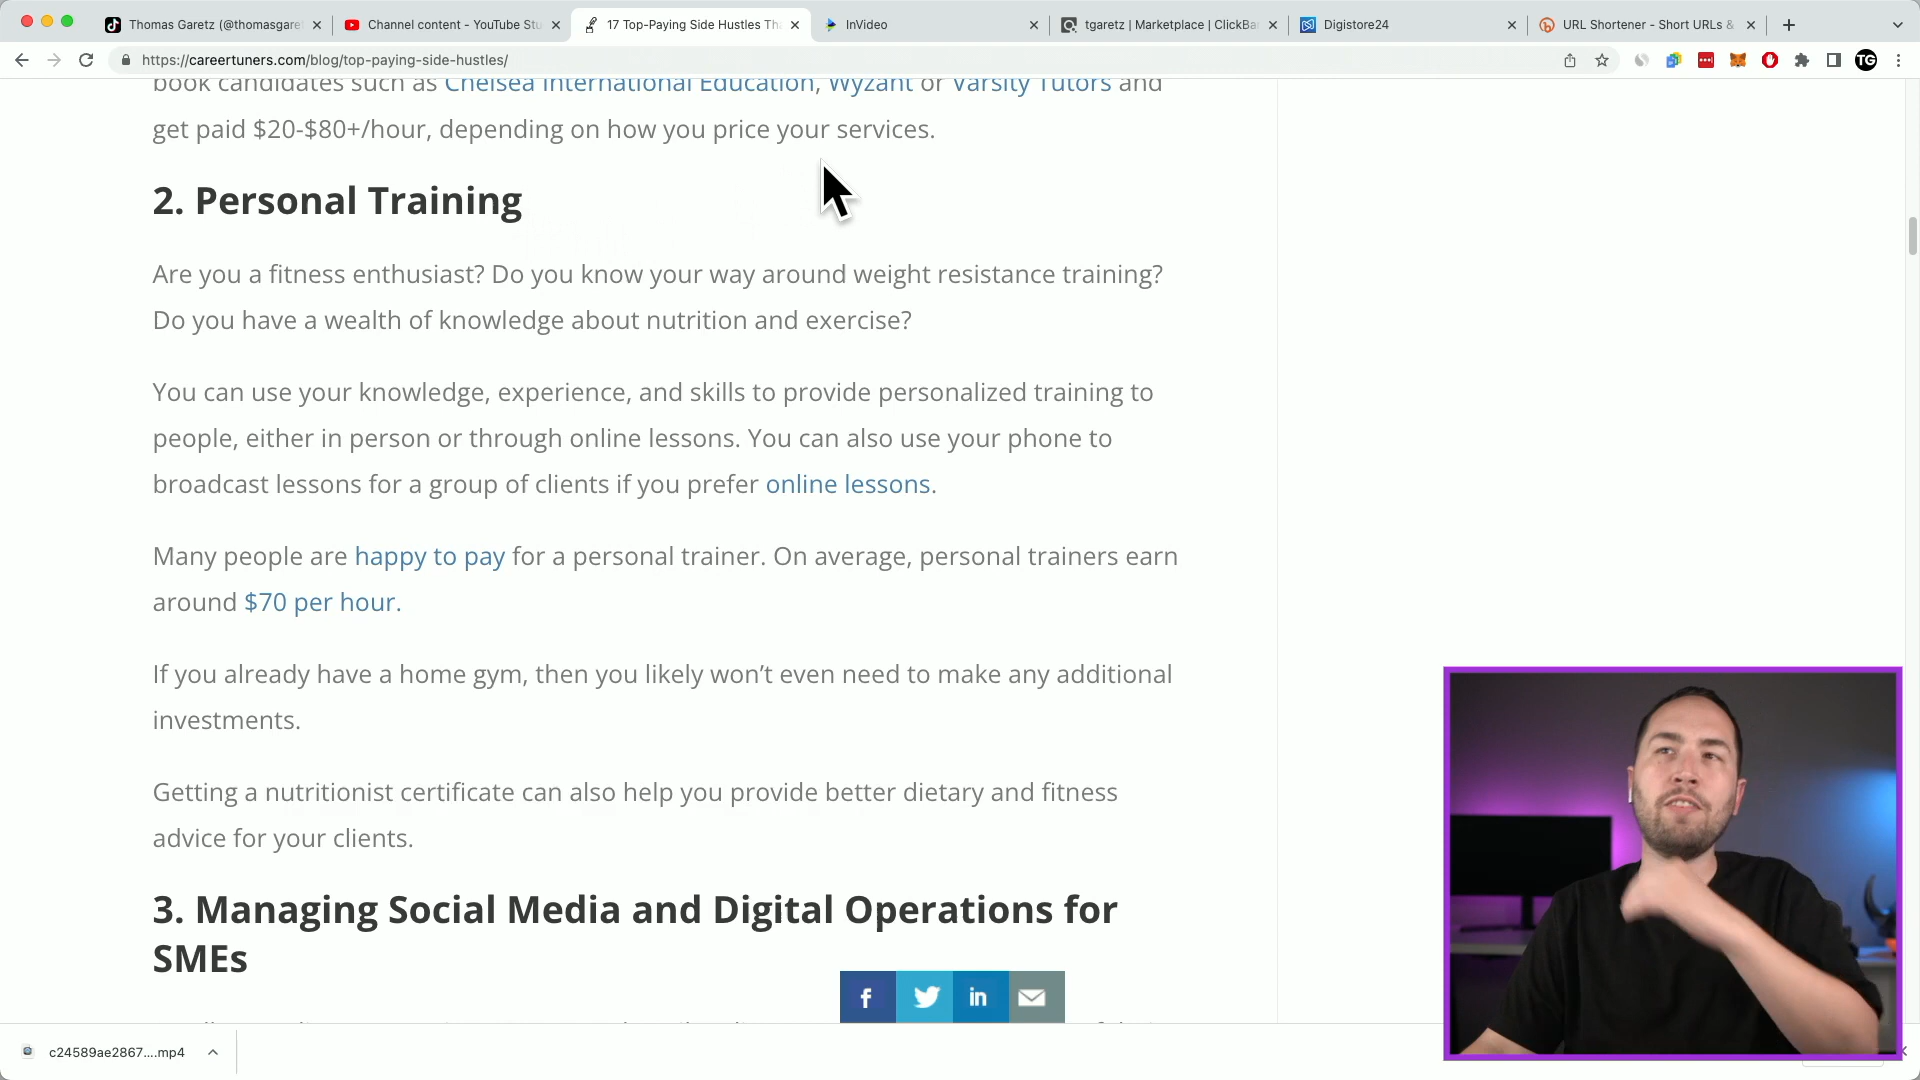 Thomas Garetz (@thomasgare
Channel content - YouTube Stu
17 Top-Paying Side Hustles Th
InVideo
tgaretz | Marketplace | ClickBa
Digistore24
URL Shortener - Short URLs &
https://careertuners.com/blog/top-paying-side-hustles/
TG
book candidates such as Chelsea International Education, Wyzant or Varsity Tutors and
get paid $20-$80+/hour, depending on how you price your services.
2. Personal Training
Are you a fitness enthusiast? Do you know your way around weight resistance training?
Do you have a wealth of knowledge about nutrition and exercise?
You can use your knowledge, experience, and skills to provide personalized training to
people, either in person or through online lessons. You can also use your phone to
broadcast lessons for a group of clients if you prefer online lessons.
Many people are happy to pay for a personal trainer. On average, personal trainers earn
around $70 per hour.
If you already have a home gym, then you likely won’t even need to make any additional
investments.
Getting a nutritionist certificate can also help you provide better dietary and fitness
advice for your clients.
3. Managing Social Media and Digital Operations for
SMEs
c24589ae2867....mp4